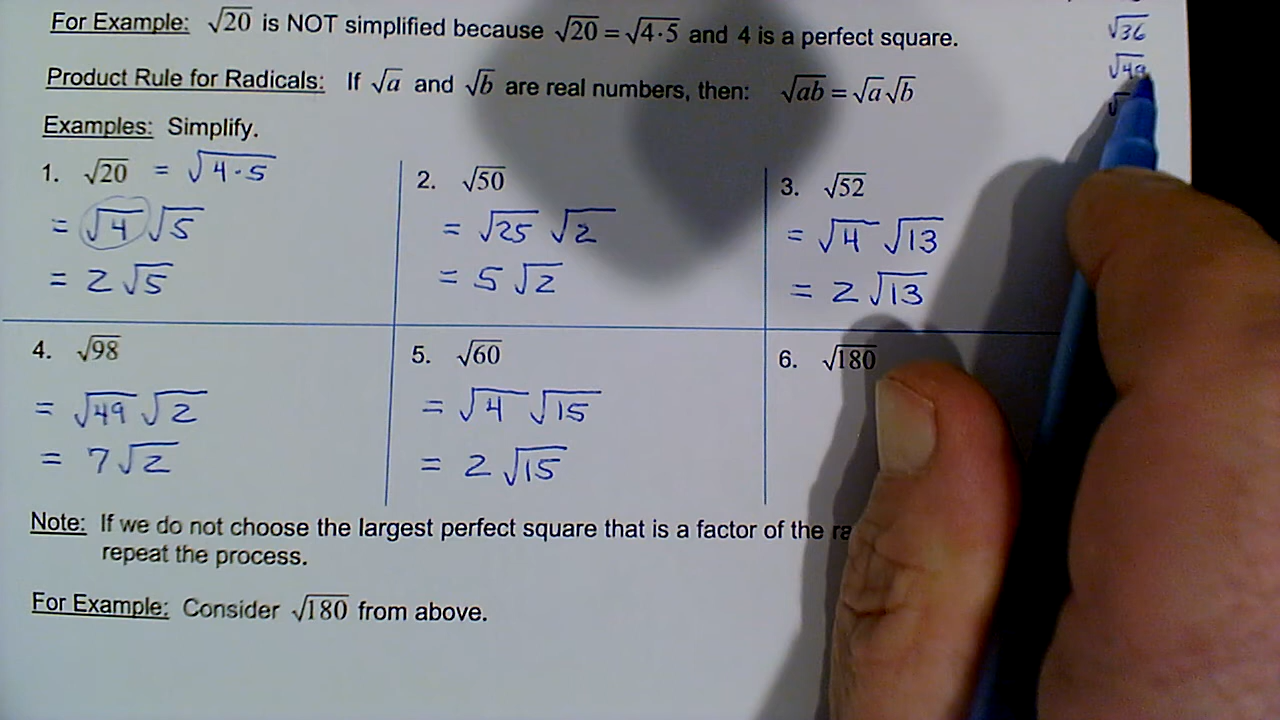 For Example: √20 is NOT simplified because √20 = √4·5 and 4 is a perfect square.
√36
√49
√
Product Rule for Radicals: If √a and √b are real numbers, then: √ab = √a√b
Examples: Simplify.
1. √20 = √4·5
= √4 √5
= 2√5
2. √50
= √25 √2
= 5√2
3. √52
= √4 √13
= 2√13
4. √98
= √49 √2
= 7√2
5. √60
= √4 √15
= 2√15
6. √180
Note: If we do not choose the largest perfect square that is a factor of the ra
repeat the process.
For Example: Consider √180 from above.